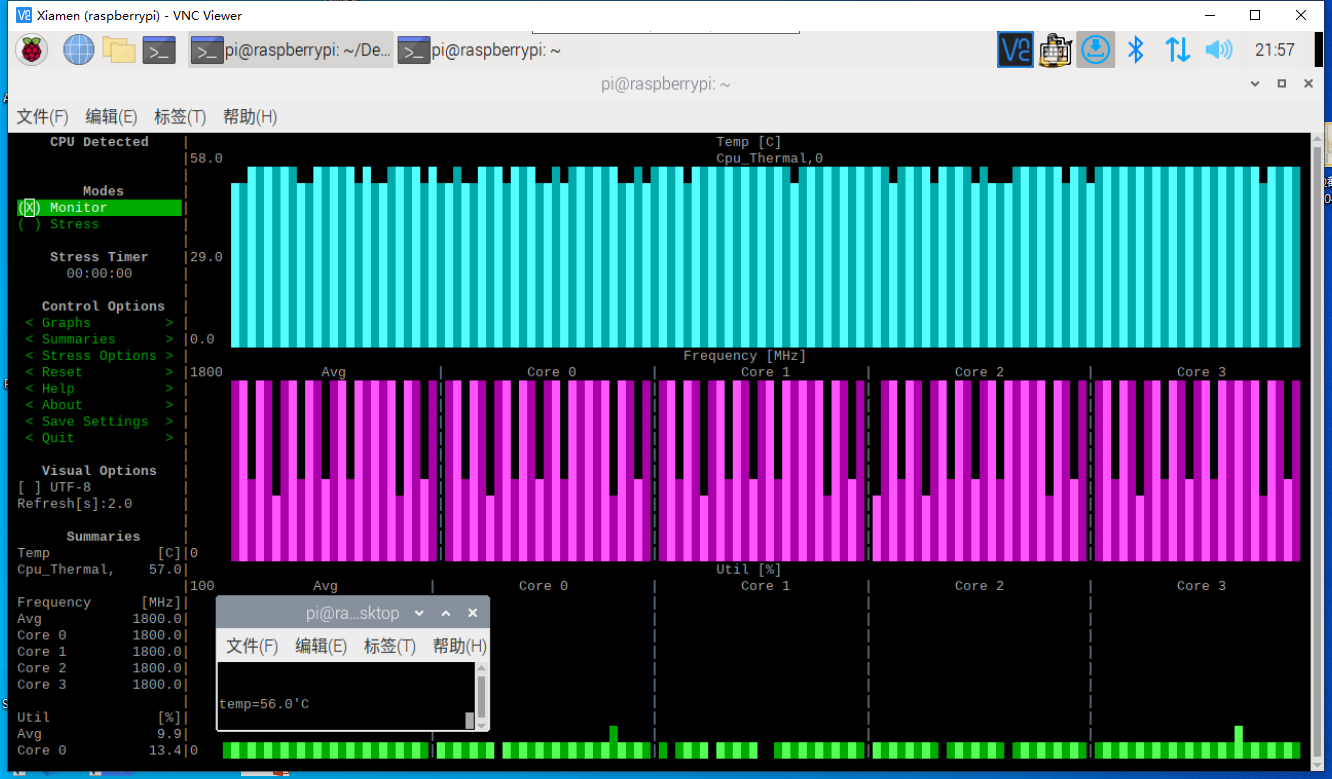 Xiamen (raspberrypi) - VNC Viewer
pi@raspberrypi: ~/De...
pi@raspberrypi: ~
21:57
pi@raspberrypi: ~
文件(F) 编辑(E) 标签(T) 帮助(H)
CPU Detected
Modes
(X) Monitor
( ) Stress
Stress Timer
00:00:00
Control Options
< Graphs >
< Summaries >
< Stress Options >
< Reset >
< Help >
< About >
< Save Settings >
< Quit >
Visual Options
[ ] UTF-8
Refresh[s]:2.0
Summaries
Temp [C]
Cpu_Thermal, 57.0
Frequency [MHz]
Avg 1800.0
Core 0 1800.0
Core 1 1800.0
Core 2 1800.0
Core 3 1800.0
Util [%]
Avg 9.9
Core 0 13.4
Temp [C]
58.0 Cpu_Thermal,0
29.0
0.0
Frequency [MHz]
1800 Avg Core 0 Core 1 Core 2 Core 3
0
Util [%]
100 Avg Core 0 Core 1 Core 2 Core 3
0
pi@ra...sktop
文件(F) 编辑(E) 标签(T) 帮助(H)
temp=56.0'C